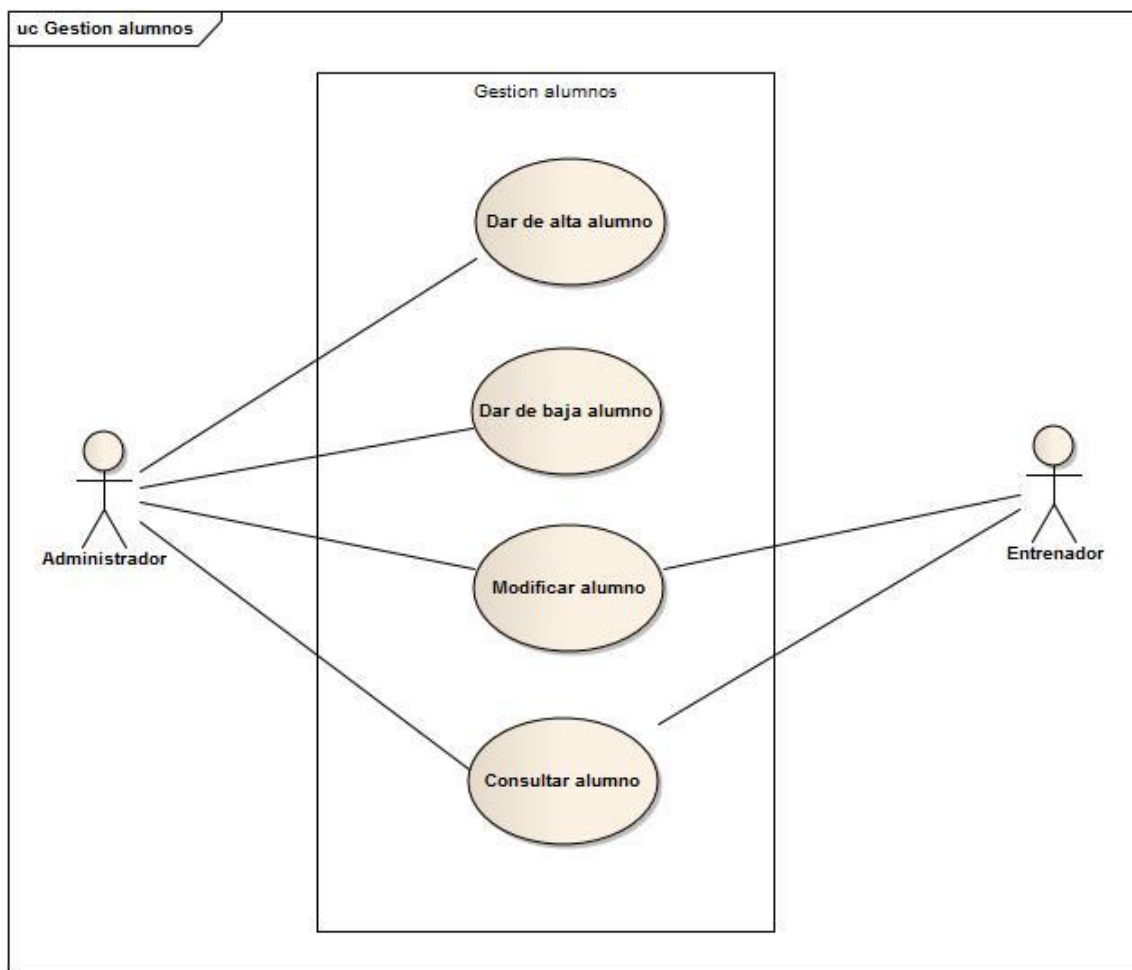 uc Gestion alumnos
Gestion alumnos
Dar de alta alumno
Dar de baja alumno
Administrador
Entrenador
Modificar alumno
Consultar alumno